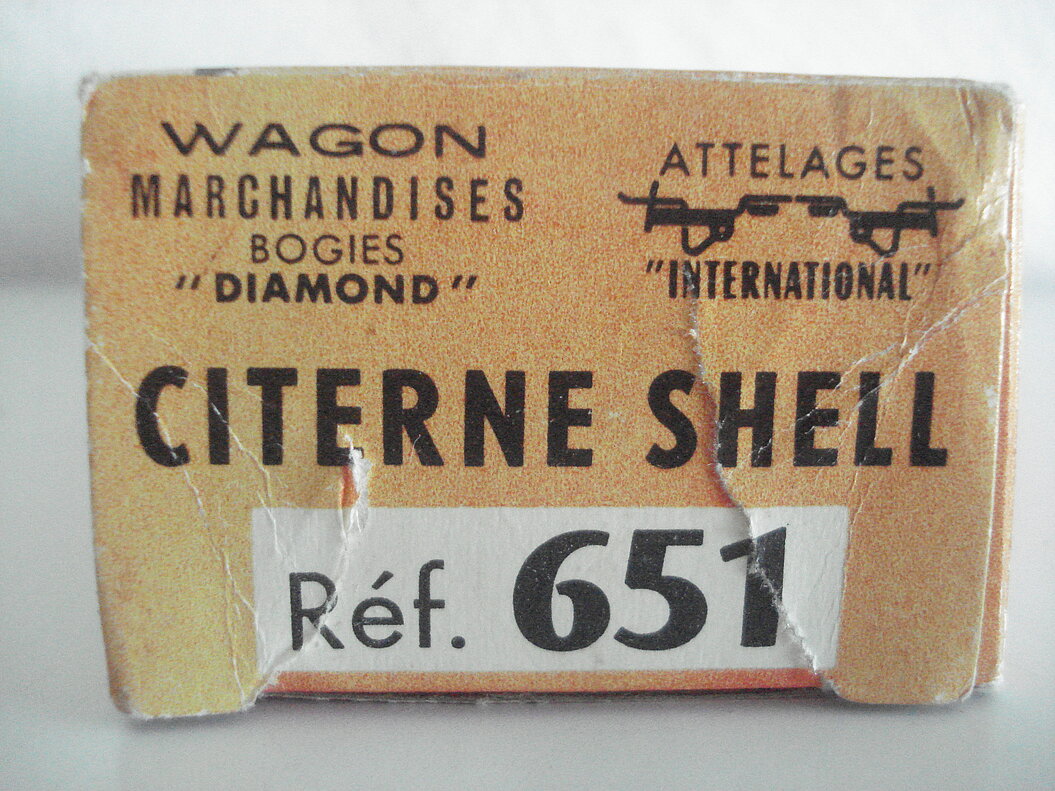 WAGON
MARCHANDISES
BOGIES
"DIAMOND"
ATTELAGES
"INTERNATIONAL"
CITERNE SHELL
Réf. 651